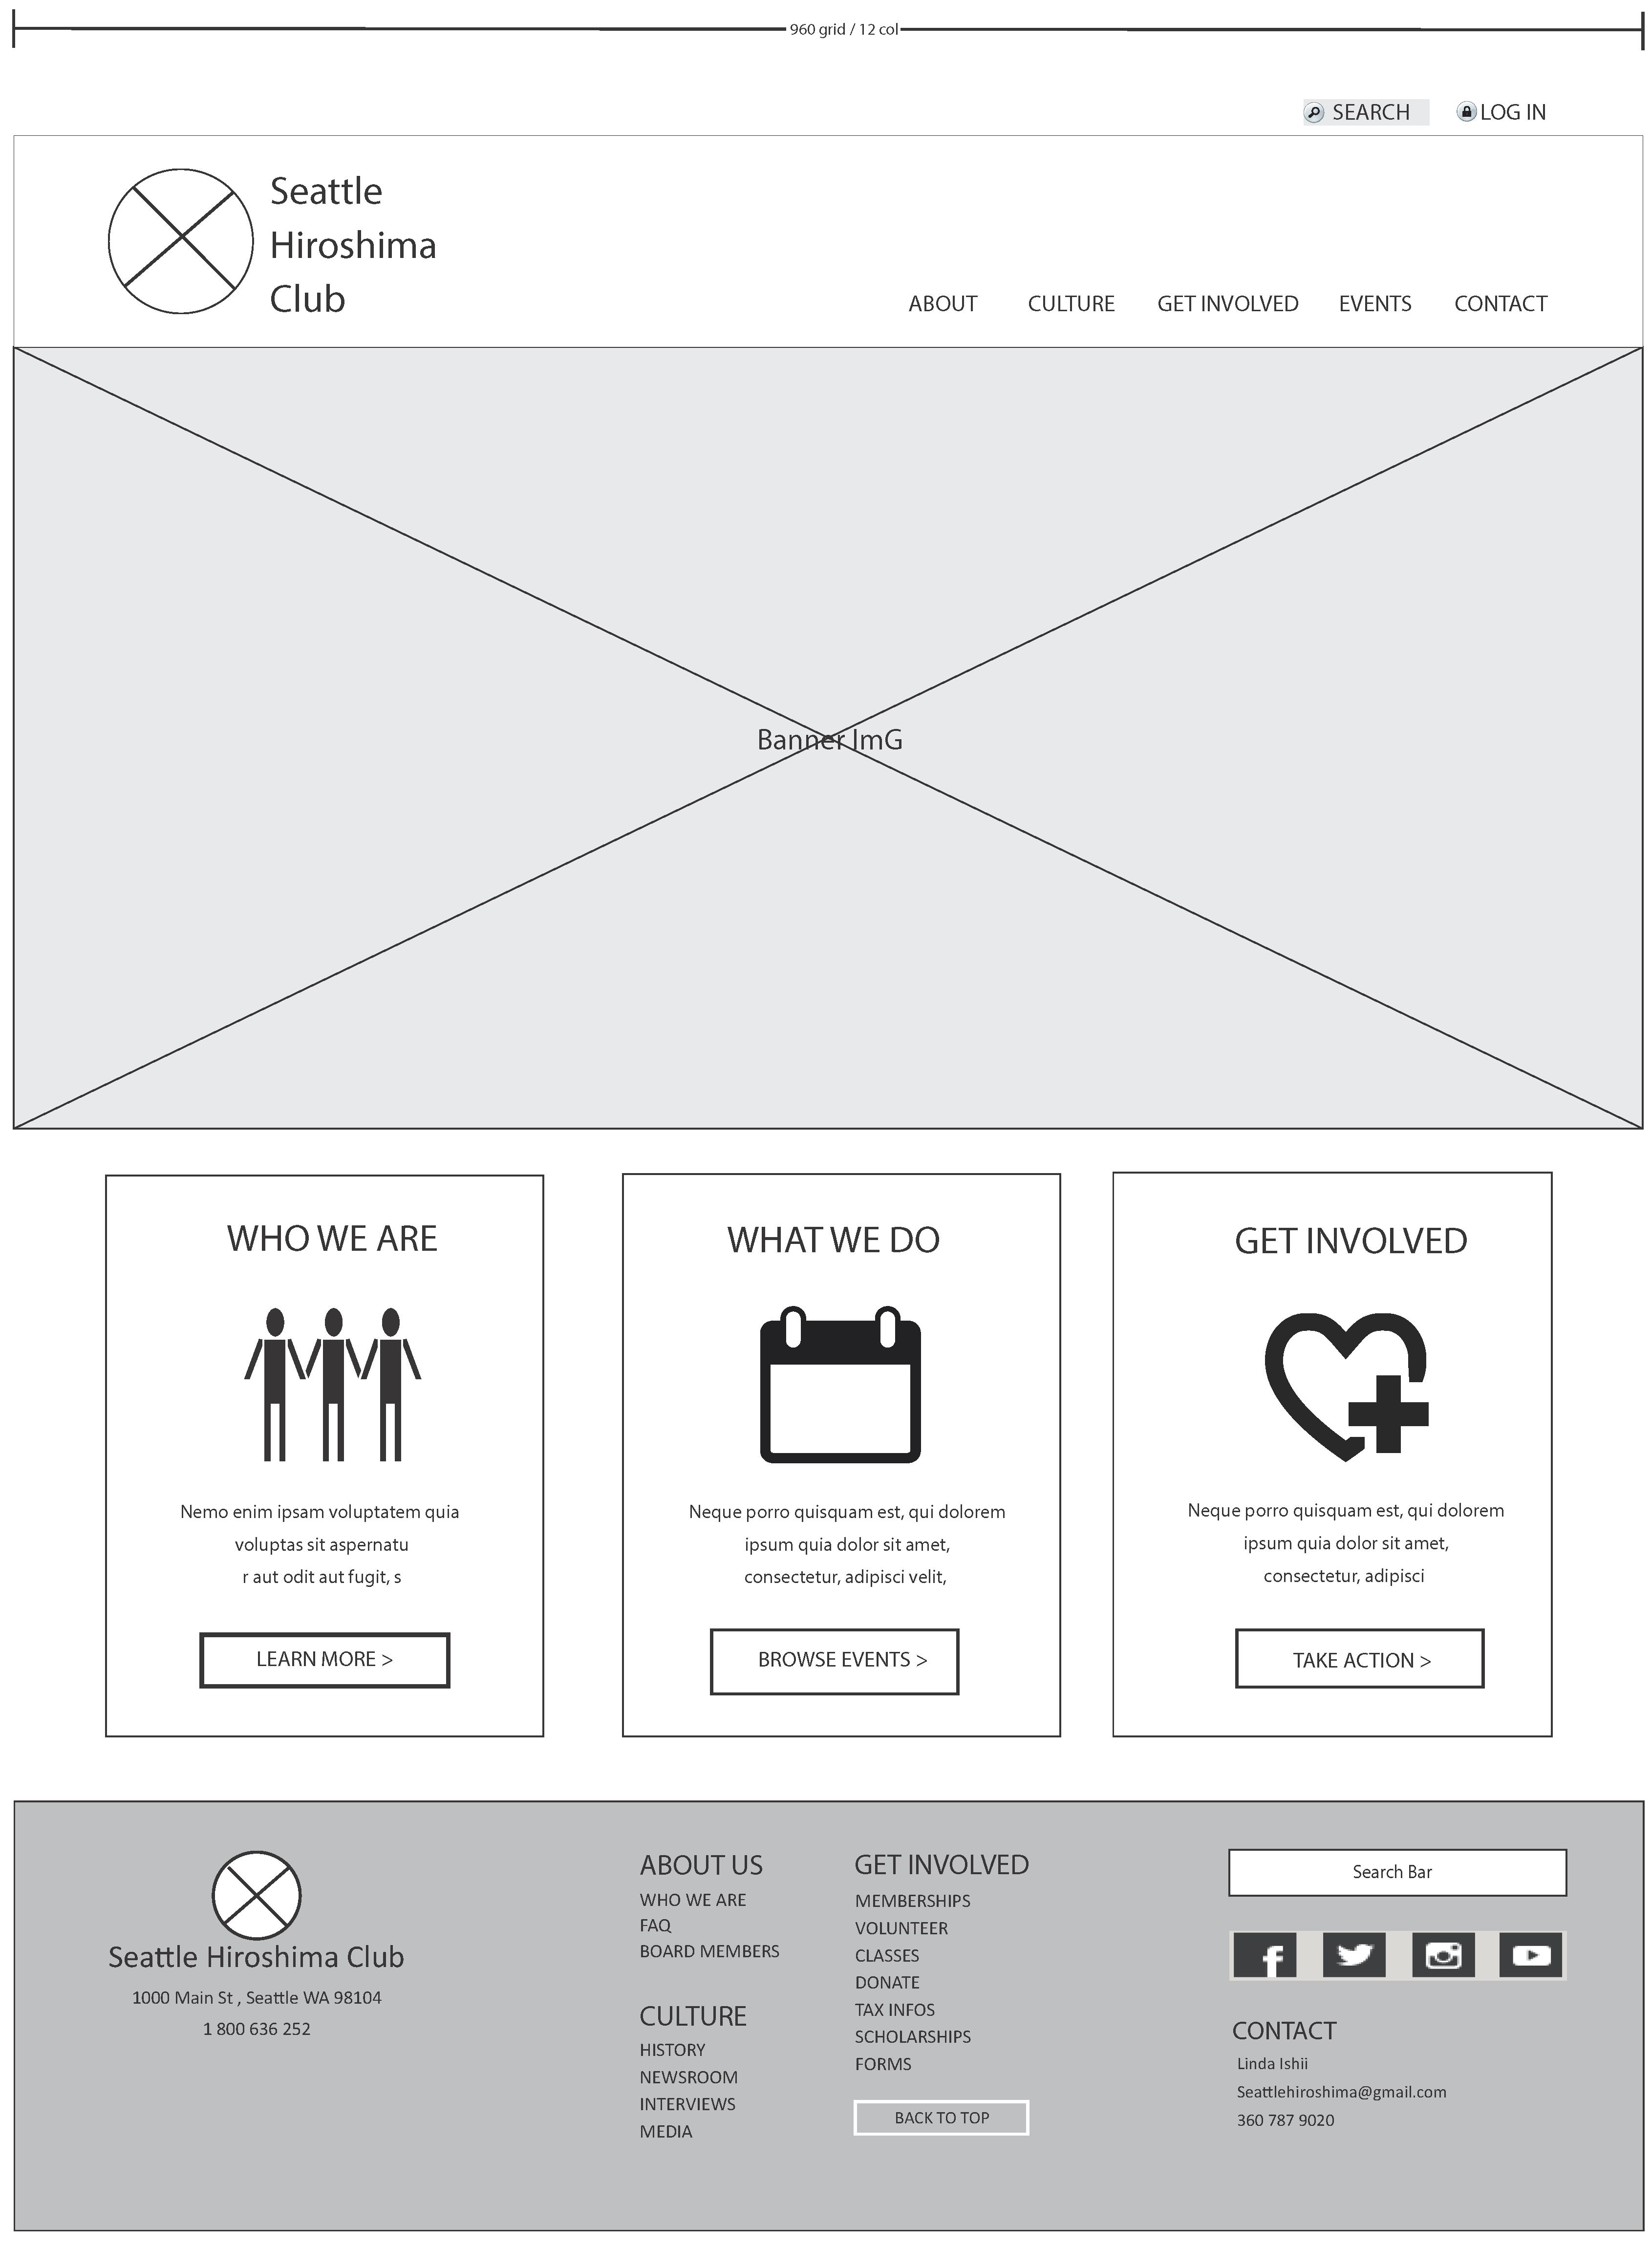 960 grid / 12 col
SEARCH
LOG IN
Seattle
Hiroshima
Club
ABOUT CULTURE GET INVOLVED EVENTS CONTACT
Banner ImG
WHO WE ARE
Nemo enim ipsam voluptatem quia
voluptas sit aspernatu
r aut odit aut fugit, s
LEARN MORE >
WHAT WE DO
Neque porro quisquam est, qui dolorem
ipsum quia dolor sit amet,
consectetur, adipisci velit,
BROWSE EVENTS >
GET INVOLVED
Neque porro quisquam est, qui dolorem
ipsum quia dolor sit amet,
consectetur, adipisci
TAKE ACTION >
Seattle Hiroshima Club
1000 Main St , Seattle WA 98104
1 800 636 252
ABOUT US
WHO WE ARE
FAQ
BOARD MEMBERS
CULTURE
HISTORY
NEWSROOM
INTERVIEWS
MEDIA
GET INVOLVED
MEMBERSHIPS
VOLUNTEER
CLASSES
DONATE
TAX INFOS
SCHOLARSHIPS
FORMS
BACK TO TOP
Search Bar
CONTACT
Linda Ishii
Seattlehiroshima@gmail.com
360 787 9020